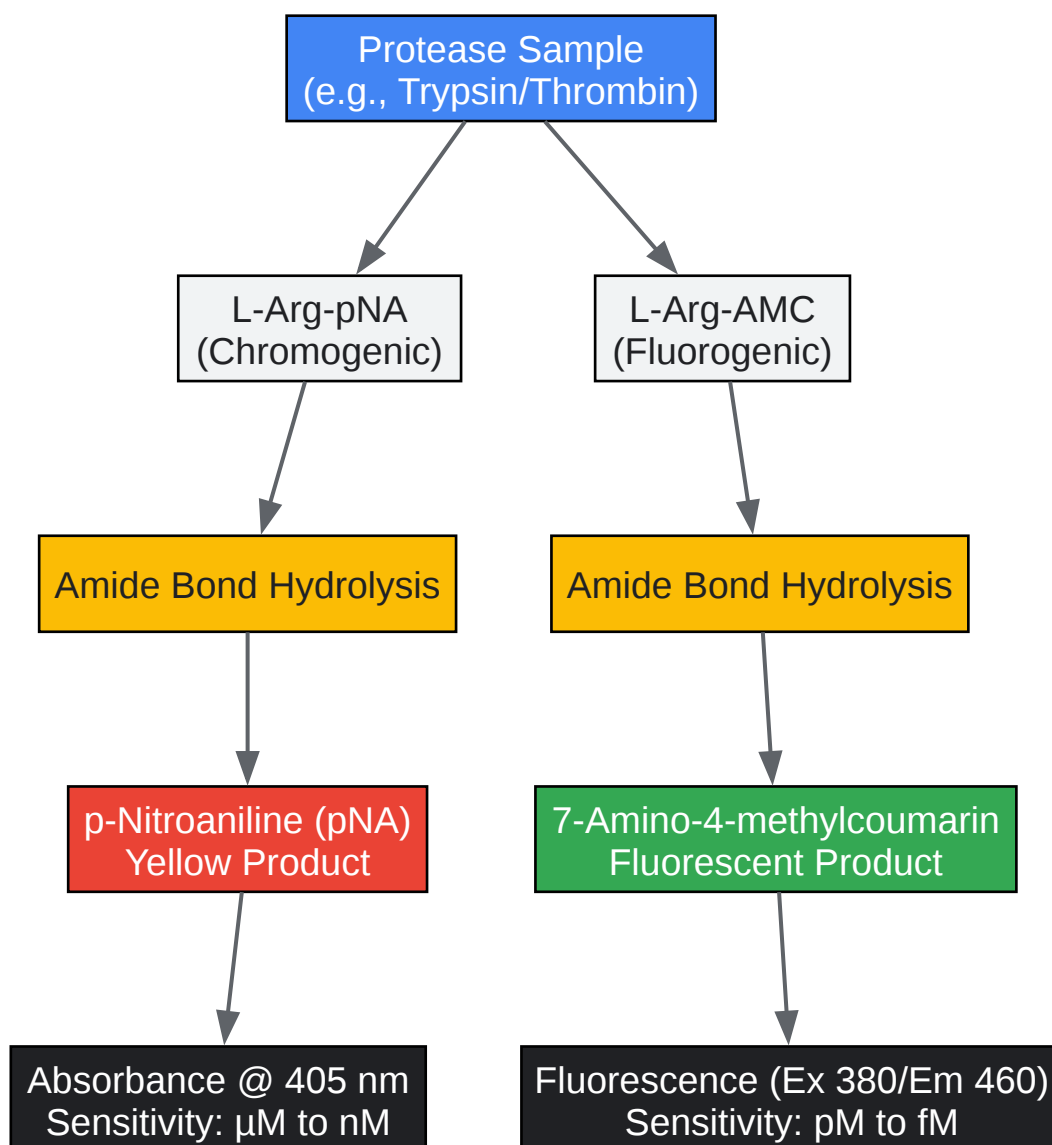 Protease Sample
(e.g., Trypsin/Thrombin)
L-Arg-pNA
(Chromogenic)
L-Arg-AMC
(Fluorogenic)
Amide Bond Hydrolysis
Amide Bond Hydrolysis
p-Nitroaniline (pNA)
Yellow Product
7-Amino-4-methylcoumarin
Fluorescent Product
Absorbance @ 405 nm
Sensitivity: µM to nM
Fluorescence (Ex 380/Em 460)
Sensitivity: pM to fM